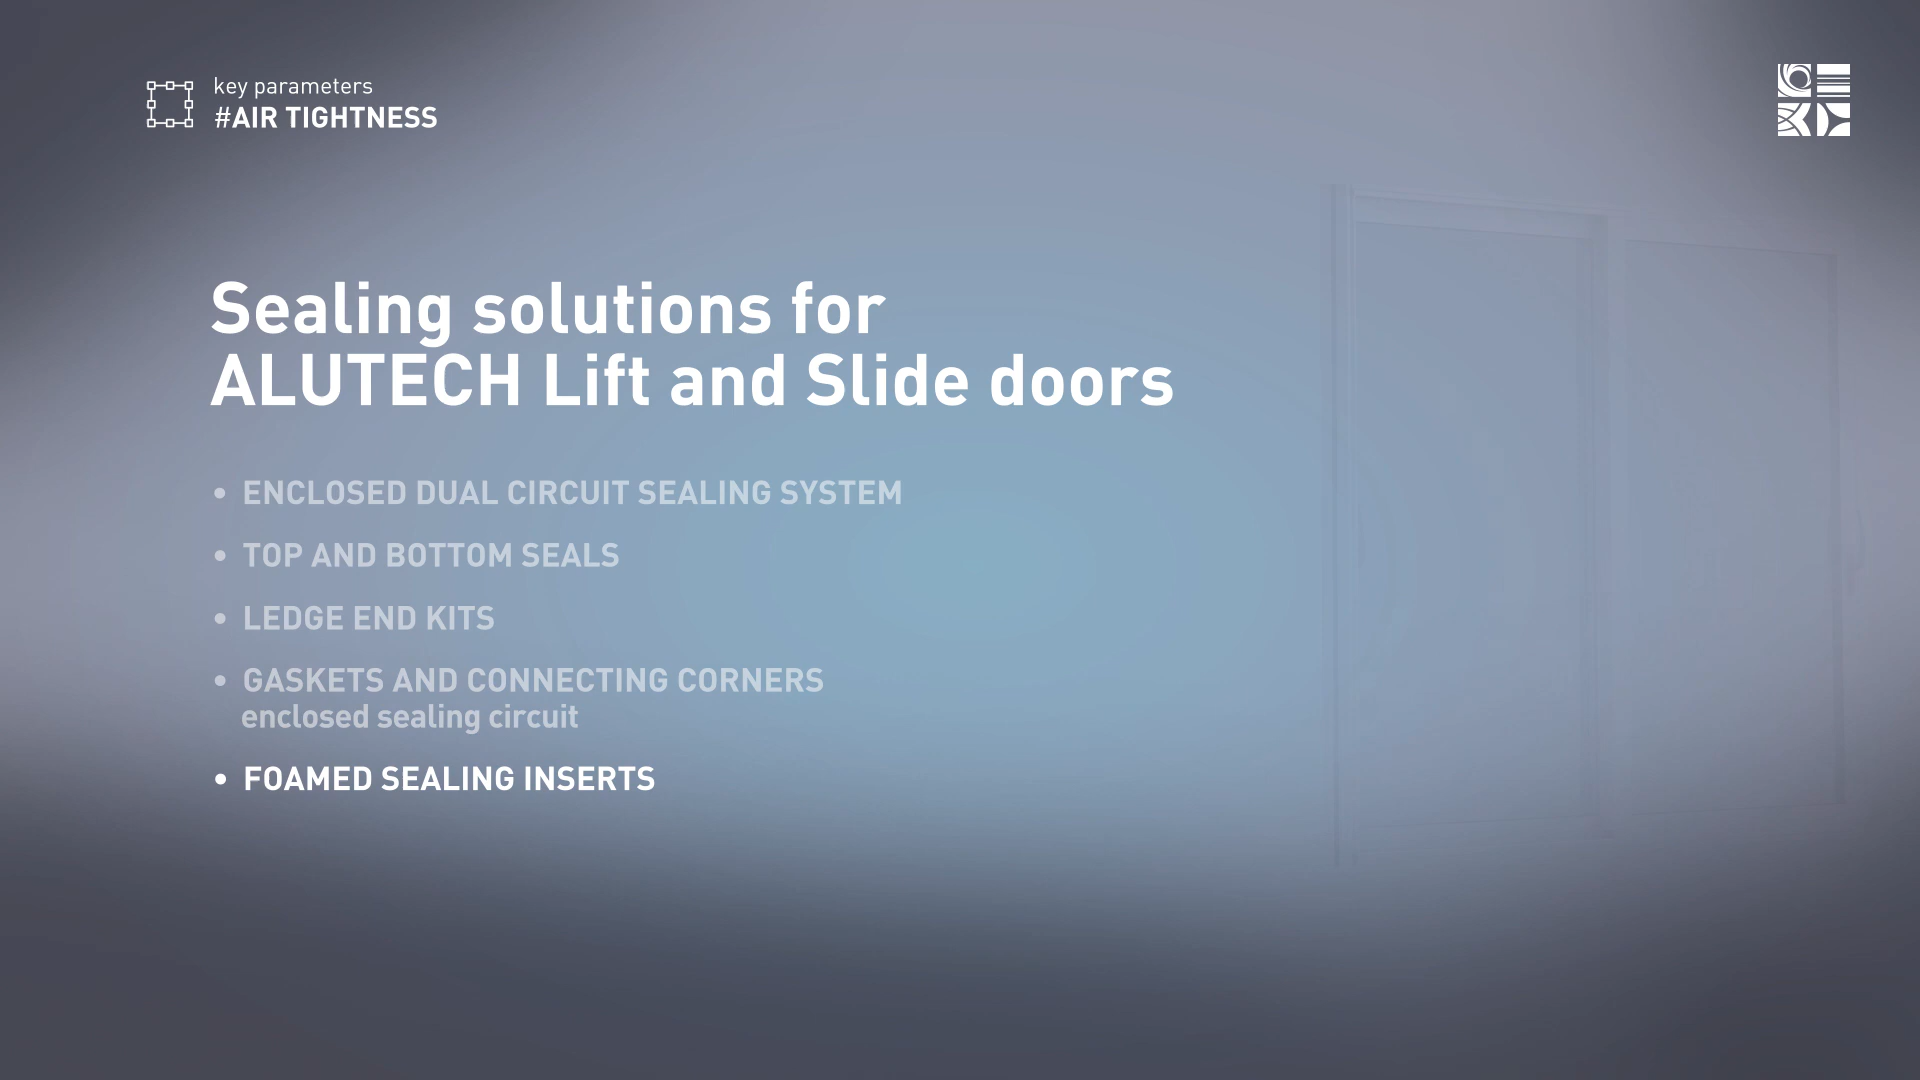 key parameters
#AIR TIGHTNESS
Sealing solutions for
ALUTECH Lift and Slide doors
• ENCLOSED DUAL CIRCUIT SEALING SYSTEM
• TOP AND BOTTOM SEALS
• LEDGE END KITS
• GASKETS AND CONNECTING CORNERS
enclosed sealing circuit
• FOAMED SEALING INSERTS